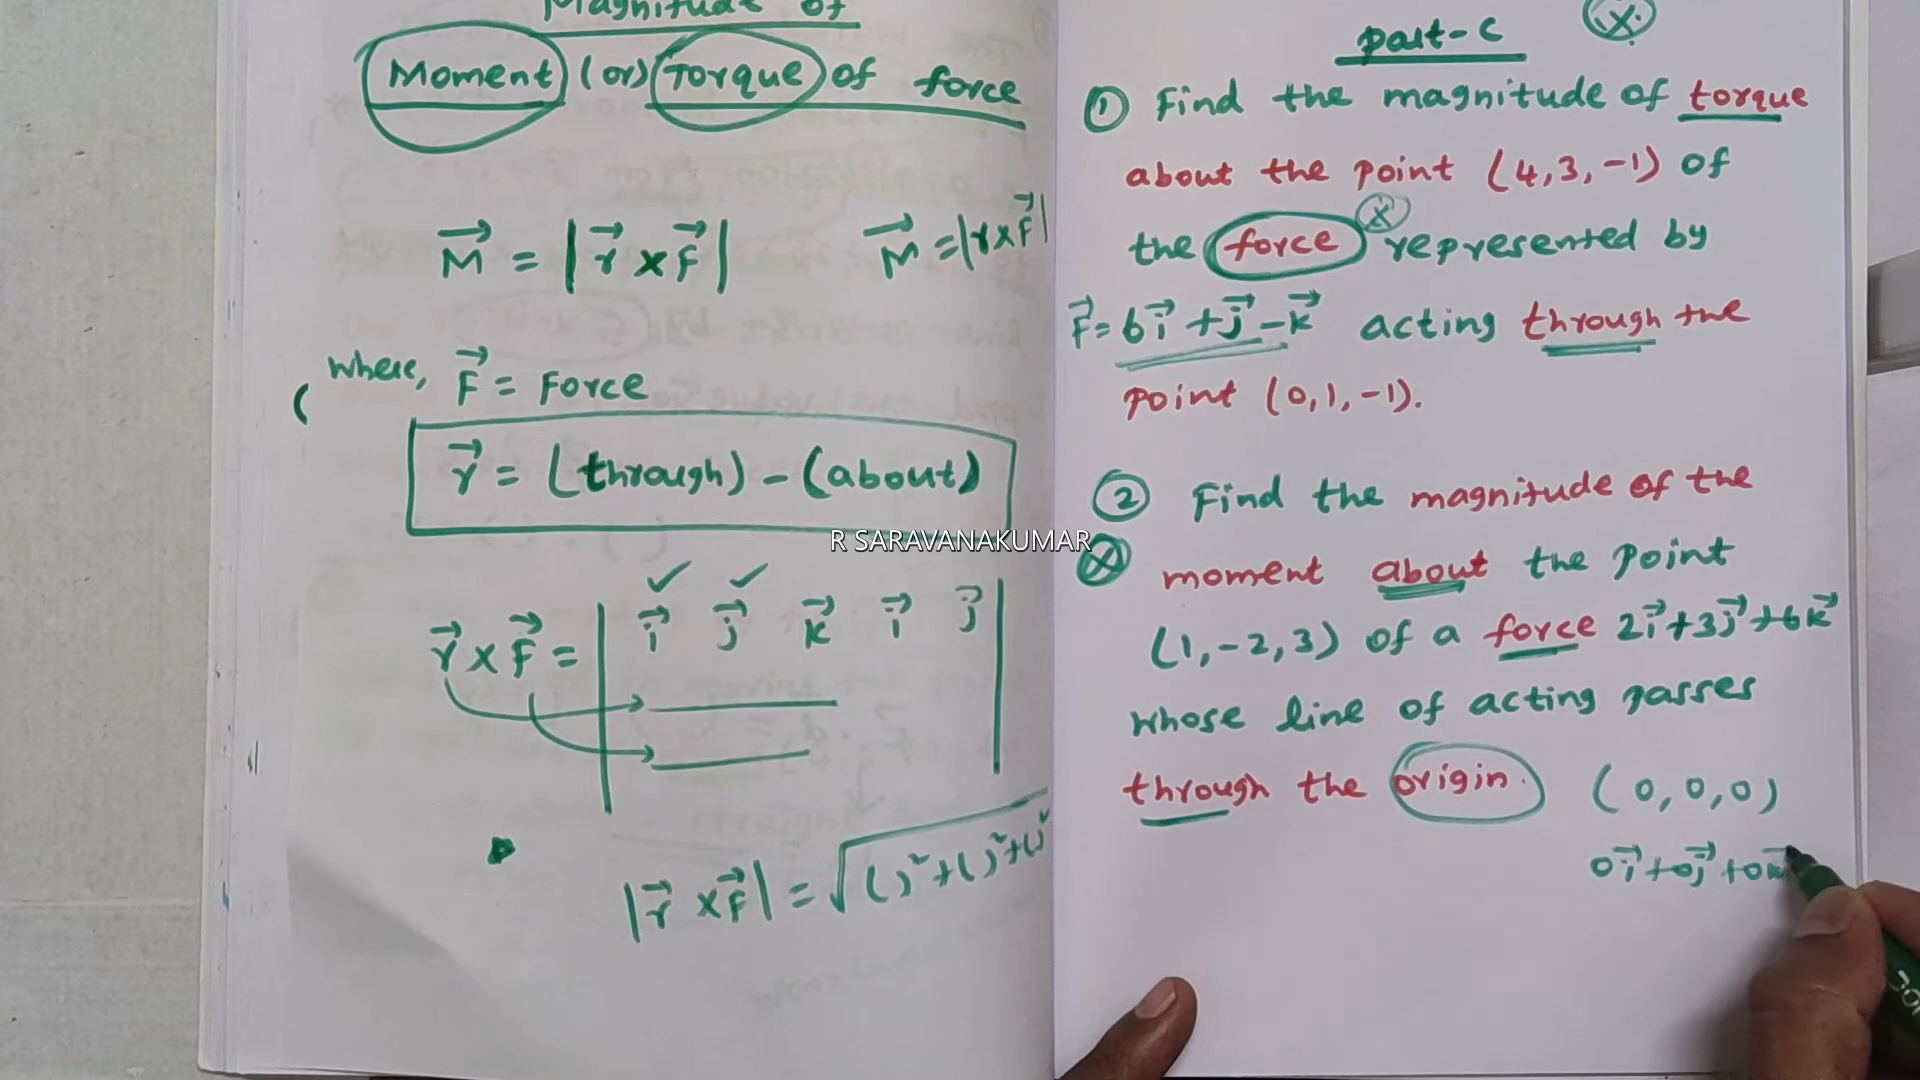 Magnitude of
Moment (or) Torque of force
M⃗ = |r⃗ × F⃗|
M⃗ = |r × F⃗|
where, F⃗ = Force
r⃗ = (through) - (about)
r⃗ × F⃗ = | i⃗ j⃗ k⃗ i⃗ j⃗ |
|r⃗ × F⃗| = √( )² + ( )² + ( )²
Part-C
① Find the magnitude of torque
about the point (4, 3, -1) of
the force represented by
F⃗ = 6i⃗ + j⃗ - k⃗ acting through the
point (0, 1, -1).
② Find the magnitude of the
moment about the point
(1, -2, 3) of a force 2i⃗ + 3j⃗ + 6k⃗
whose line of acting passes
through the origin. (0, 0, 0)
0i⃗ + 0j⃗ + 0k⃗
R SARAVANAKUMAR